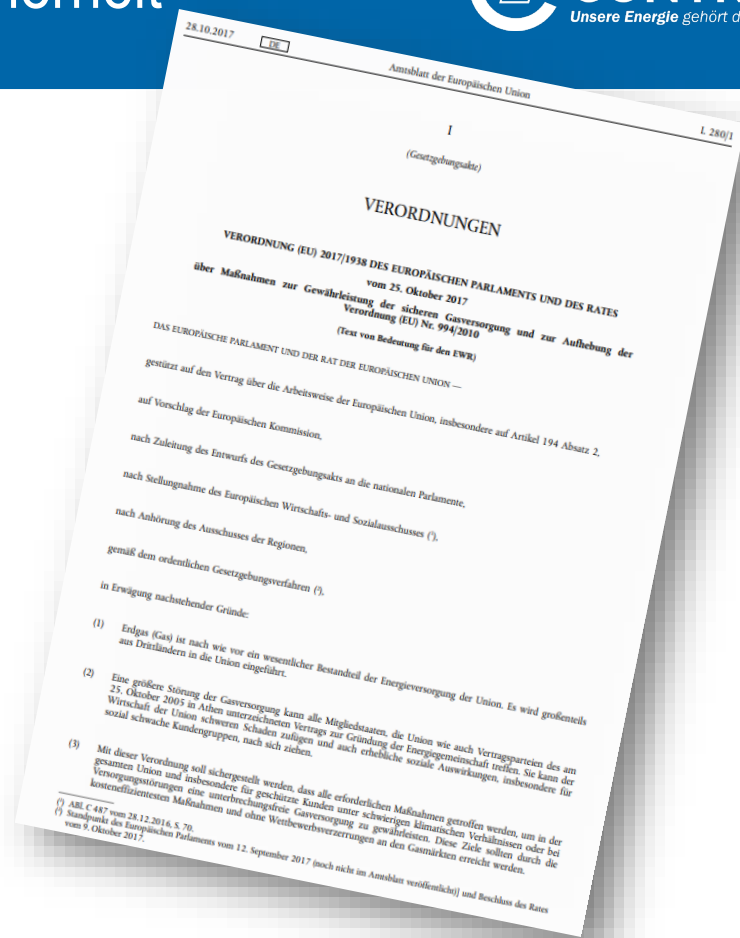 Unsere Energie gehört
28.10.2017
DE
Amtsblatt der Europäischen Union
L 280/1
I
(Gesetzgebungsakte)
VERORDNUNGEN
VERORDNUNG (EU) 2017/1938 DES EUROPÄISCHEN PARLAMENTS UND DES RATES
vom 25. Oktober 2017
über Maßnahmen zur Gewährleistung der sicheren Gasversorgung und zur Aufhebung der
Verordnung (EU) Nr. 994/2010
(Text von Bedeutung für den EWR)
DAS EUROPÄISCHE PARLAMENT UND DER RAT DER EUROPÄISCHEN UNION —
gestützt auf den Vertrag über die Arbeitsweise der Europäischen Union, insbesondere auf Artikel 194 Absatz 2,
auf Vorschlag der Europäischen Kommission,
nach Zuleitung des Entwurfs des Gesetzgebungsakts an die nationalen Parlamente,
nach Stellungnahme des Europäischen Wirtschafts- und Sozialausschusses (¹),
nach Anhörung des Ausschusses der Regionen,
gemäß dem ordentlichen Gesetzgebungsverfahren (²),
in Erwägung nachstehender Gründe:
(1) Erdgas (Gas) ist nach wie vor ein wesentlicher Bestandteil der Energieversorgung der Union. Es wird großenteils
aus Drittländern in die Union eingeführt.
(2) Eine größere Störung der Gasversorgung kann alle Mitgliedstaaten, die Union wie auch Vertragsparteien des am
25. Oktober 2005 in Athen unterzeichneten Vertrags zur Gründung der Energiegemeinschaft treffen. Sie kann der
Wirtschaft der Union schweren Schaden zufügen und auch erhebliche soziale Auswirkungen, insbesondere für
sozial schwache Kundengruppen, nach sich ziehen.
(3) Mit dieser Verordnung soll sichergestellt werden, dass alle erforderlichen Maßnahmen getroffen werden, um in der
gesamten Union und insbesondere für geschützte Kunden unter schwierigen klimatischen Verhältnissen oder bei
Versorgungsstörungen eine unterbrechungsfreie Gasversorgung zu gewährleisten. Diese Ziele sollten durch die
kosteneffizientesten Maßnahmen und ohne Wettbewerbsverzerrungen an den Gasmärkten erreicht werden.
(¹) ABl. C 487 vom 28.12.2016, S. 70.
(²) Standpunkt des Europäischen Parlaments vom 12. September 2017 (noch nicht im Amtsblatt veröffentlicht)] und Beschluss des Rates
vom 9. Oktober 2017.